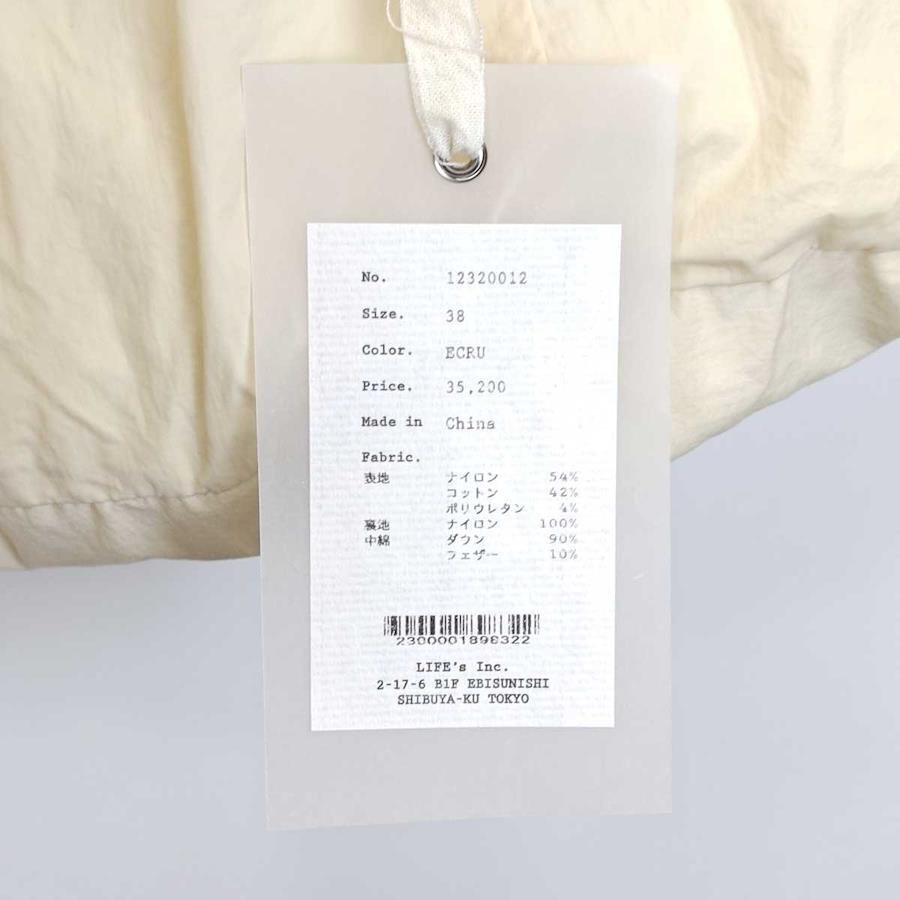 No. 12320012
Size. 38
Color. ECRU
Price. 35,200
Made in China
Fabric.
表地 ナイロン 54%
コットン 42%
ポリウレタン 4%
裏地 ナイロン 100%
中綿 ダウン 90%
フェザー 10%
2300001898322
LIFE's Inc.
2-17-6 B1F EBISUNISHI
SHIBUYA-KU TOKYO